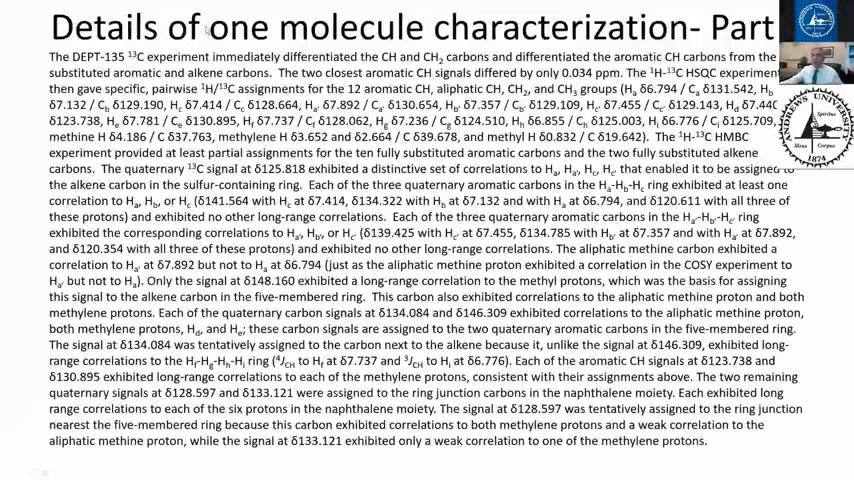 Details of one molecule characterization- Part
The DEPT-135 ¹³C experiment immediately differentiated the CH and CH₂ carbons and differentiated the aromatic CH carbons from the
substituted aromatic and alkene carbons. The two closest aromatic CH signals differed by only 0.034 ppm. The ¹H-¹³C HSQC experiment
then gave specific, pairwise ¹H/¹³C assignments for the 12 aromatic CH, aliphatic CH, CH₂, and CH₃ groups (Hₐ δ6.794 / Cₐ δ131.542, H_b
δ7.132 / C_b δ129.190, H_c δ7.414 / C_c δ128.664, H_a' δ7.892 / C_a' δ130.654, H_b' δ7.357 / C_b' δ129.109, H_c' δ7.455 / C_c' δ129.143, H_d δ7.440
δ123.738, H_e δ7.781 / C_e δ130.895, H_f δ7.737 / C_f δ128.062, H_g δ7.236 / C_g δ124.510, H_h δ6.855 / C_h δ125.003, H_i δ6.776 / C_i δ125.709,
methine H δ4.186 / C δ37.763, methylene H δ3.652 and δ2.664 / C δ39.678, and methyl H δ0.832 / C δ19.642). The ¹H-¹³C HMBC
experiment provided at least partial assignments for the ten fully substituted aromatic carbons and the two fully substituted alkene
carbons. The quaternary ¹³C signal at δ125.818 exhibited a distinctive set of correlations to H_a, H_a', H_c, H_c' that enabled it to be assigned to
the alkene carbon in the sulfur-containing ring. Each of the three quaternary aromatic carbons in the H_a-H_b-H_c ring exhibited at least one
correlation to H_a, H_b, or H_c (δ141.564 with H_c at δ7.414, δ134.322 with H_b at δ7.132 and with H_a at δ6.794, and δ120.611 with all three of
these protons) and exhibited no other long-range correlations. Each of the three quaternary aromatic carbons in the H_a'-H_b'-H_c' ring
exhibited the corresponding correlations to H_a', H_b', or H_c' (δ139.425 with H_c' at δ7.455, δ134.785 with H_b' at δ7.357 and with H_a' at δ7.892,
and δ120.354 with all three of these protons) and exhibited no other long-range correlations. The aliphatic methine carbon exhibited a
correlation to H_a' at δ7.892 but not to H_a at δ6.794 (just as the aliphatic methine proton exhibited a correlation in the COSY experiment to
H_a' but not to H_a). Only the signal at δ148.160 exhibited a long-range correlation to the methyl protons, which was the basis for assigning
this signal to the alkene carbon in the five-membered ring. This carbon also exhibited correlations to the aliphatic methine proton and both
methylene protons. Each of the quaternary carbon signals at δ134.084 and δ146.309 exhibited correlations to the aliphatic methine proton,
both methylene protons, H_d, and H_e; these carbon signals are assigned to the two quaternary aromatic carbons in the five-membered ring.
The signal at δ134.084 was tentatively assigned to the carbon next to the alkene because it, unlike the signal at δ146.309, exhibited long-
range correlations to the H_f-H_g-H_h-H_i ring (⁴J_CH to H_f at δ7.737 and ³J_CH to H_i at δ6.776). Each of the aromatic CH signals at δ123.738 and
δ130.895 exhibited long-range correlations to each of the methylene protons, consistent with their assignments above. The two remaining
quaternary signals at δ128.597 and δ133.121 were assigned to the ring junction carbons in the naphthalene moiety. Each exhibited long
range correlations to each of the six protons in the naphthalene moiety. The signal at δ128.597 was tentatively assigned to the ring junction
nearest the five-membered ring because this carbon exhibited correlations to both methylene protons and a weak correlation to the
aliphatic methine proton, while the signal at δ133.121 exhibited only a weak correlation to one of the methylene protons.
ANDREWS UNIVERSITY
Spiritus
Mens Corpus
1874